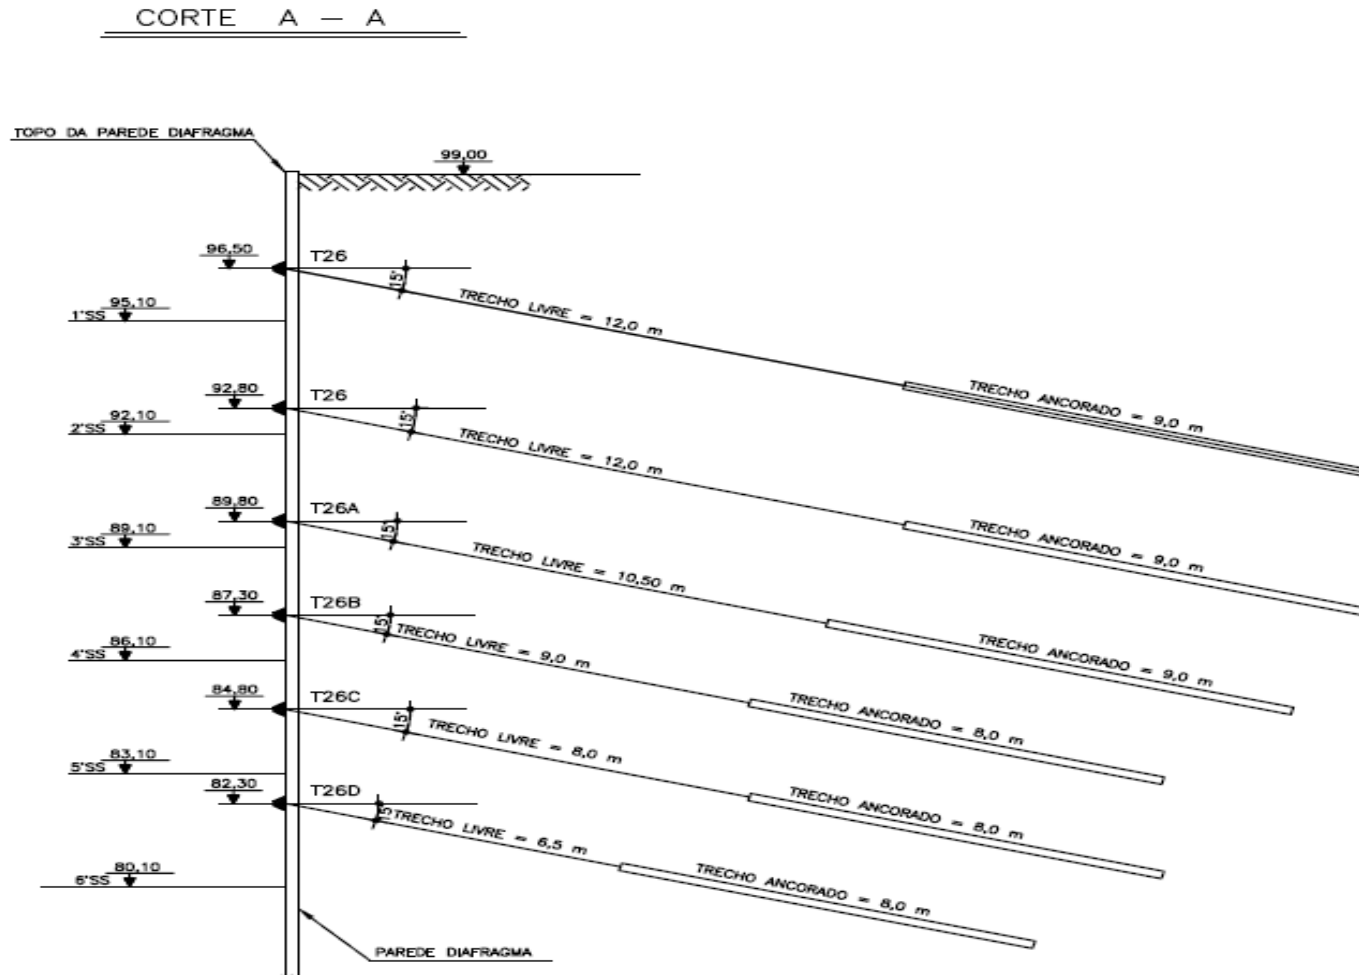 CORTE A – A
TOPO DA PAREDE DIAFRAGMA
99,00
96,50
T26
15°
TRECHO LIVRE = 12,0 m
TRECHO ANCORADO = 9,0 m
95,10
1°SS
92,80
T26
15°
TRECHO LIVRE = 12,0 m
TRECHO ANCORADO = 9,0 m
92,10
2°SS
89,80
T26A
15°
TRECHO LIVRE = 10,50 m
TRECHO ANCORADO = 9,0 m
89,10
3°SS
87,30
T26B
15°
TRECHO LIVRE = 9,0 m
TRECHO ANCORADO = 8,0 m
86,10
4°SS
84,80
T26C
15°
TRECHO LIVRE = 8,0 m
TRECHO ANCORADO = 8,0 m
83,10
5°SS
82,30
T26D
15°
TRECHO LIVRE = 6,5 m
TRECHO ANCORADO = 8,0 m
80,10
6°SS
PAREDE DIAFRAGMA